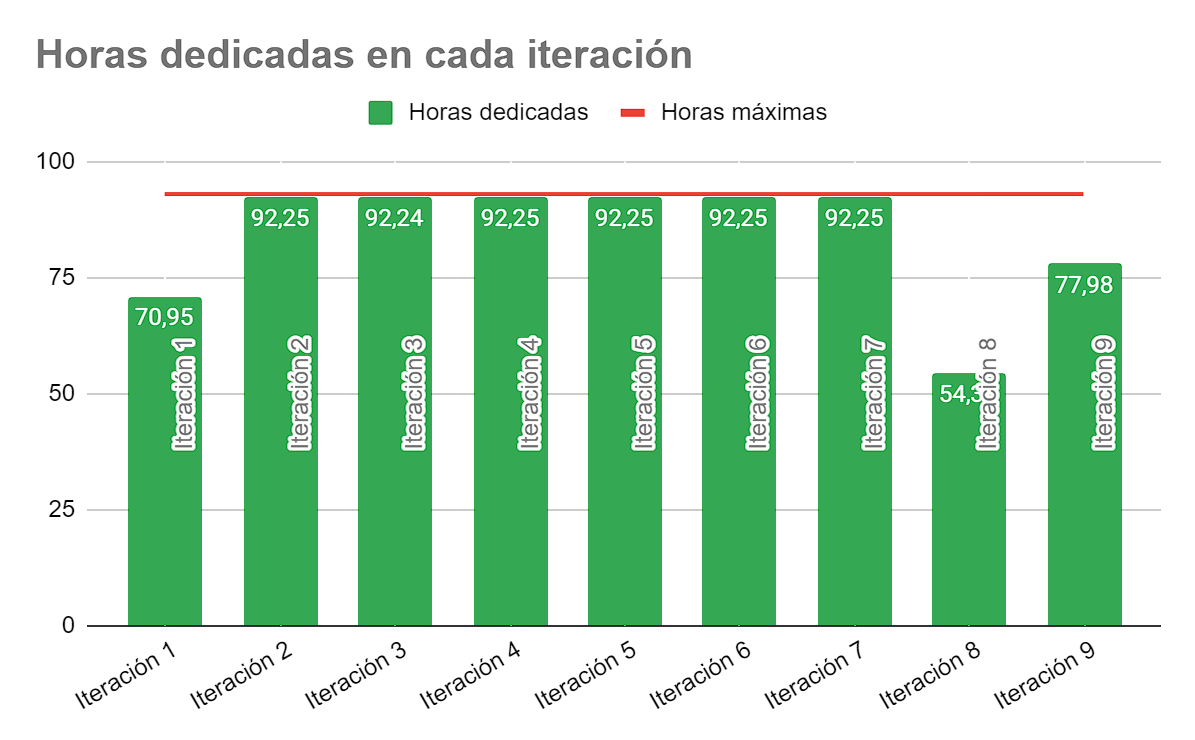 Horas dedicadas en cada iteración
Horas dedicadas
Horas máximas
100
75
50
25
0
70,95
92,25
92,24
92,25
92,25
92,25
92,25
77,98
Iteración 1
Iteración 2
Iteración 3
Iteración 4
Iteración 5
Iteración 6
Iteración 7
Iteración 8
Iteración 9
Iteración 1
Iteración 2
Iteración 3
Iteración 4
Iteración 5
Iteración 6
Iteración 7
Iteración 8
Iteración 9